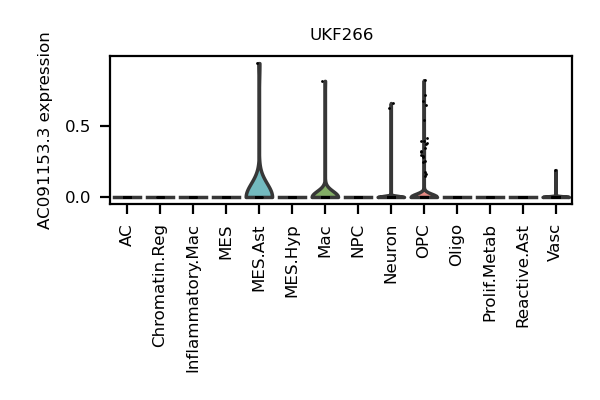 UKF266
AC091153.3 expression
0.5
0.0
AC
Chromatin.Reg
Inflammatory.Mac
MES
MES.Ast
MES.Hyp
Mac
NPC
Neuron
OPC
Oligo
Prolif.Metab
Reactive.Ast
Vasc